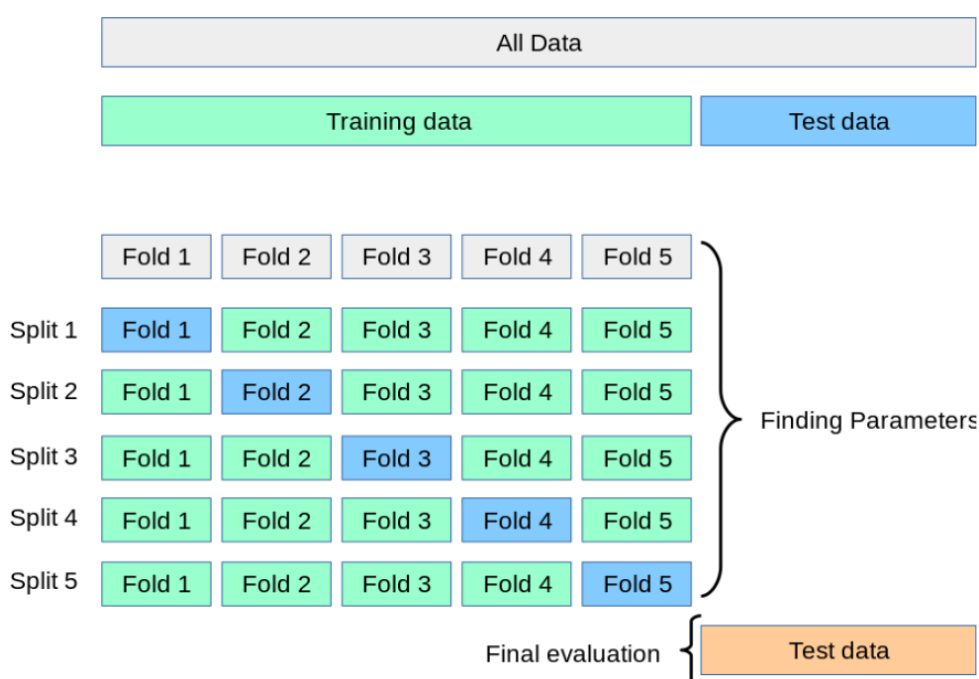 All Data
Training data Test data
Fold 1 Fold 2 Fold 3 Fold 4 Fold 5
Split 1 Fold 1 Fold 2 Fold 3 Fold 4 Fold 5
Split 2 Fold 1 Fold 2 Fold 3 Fold 4 Fold 5
Finding Parameters
Split 3 Fold 1 Fold 2 Fold 3 Fold 4 Fold 5
Split 4 Fold 1 Fold 2 Fold 3 Fold 4 Fold 5
Split 5 Fold 1 Fold 2 Fold 3 Fold 4 Fold 5
Final evaluation Test data